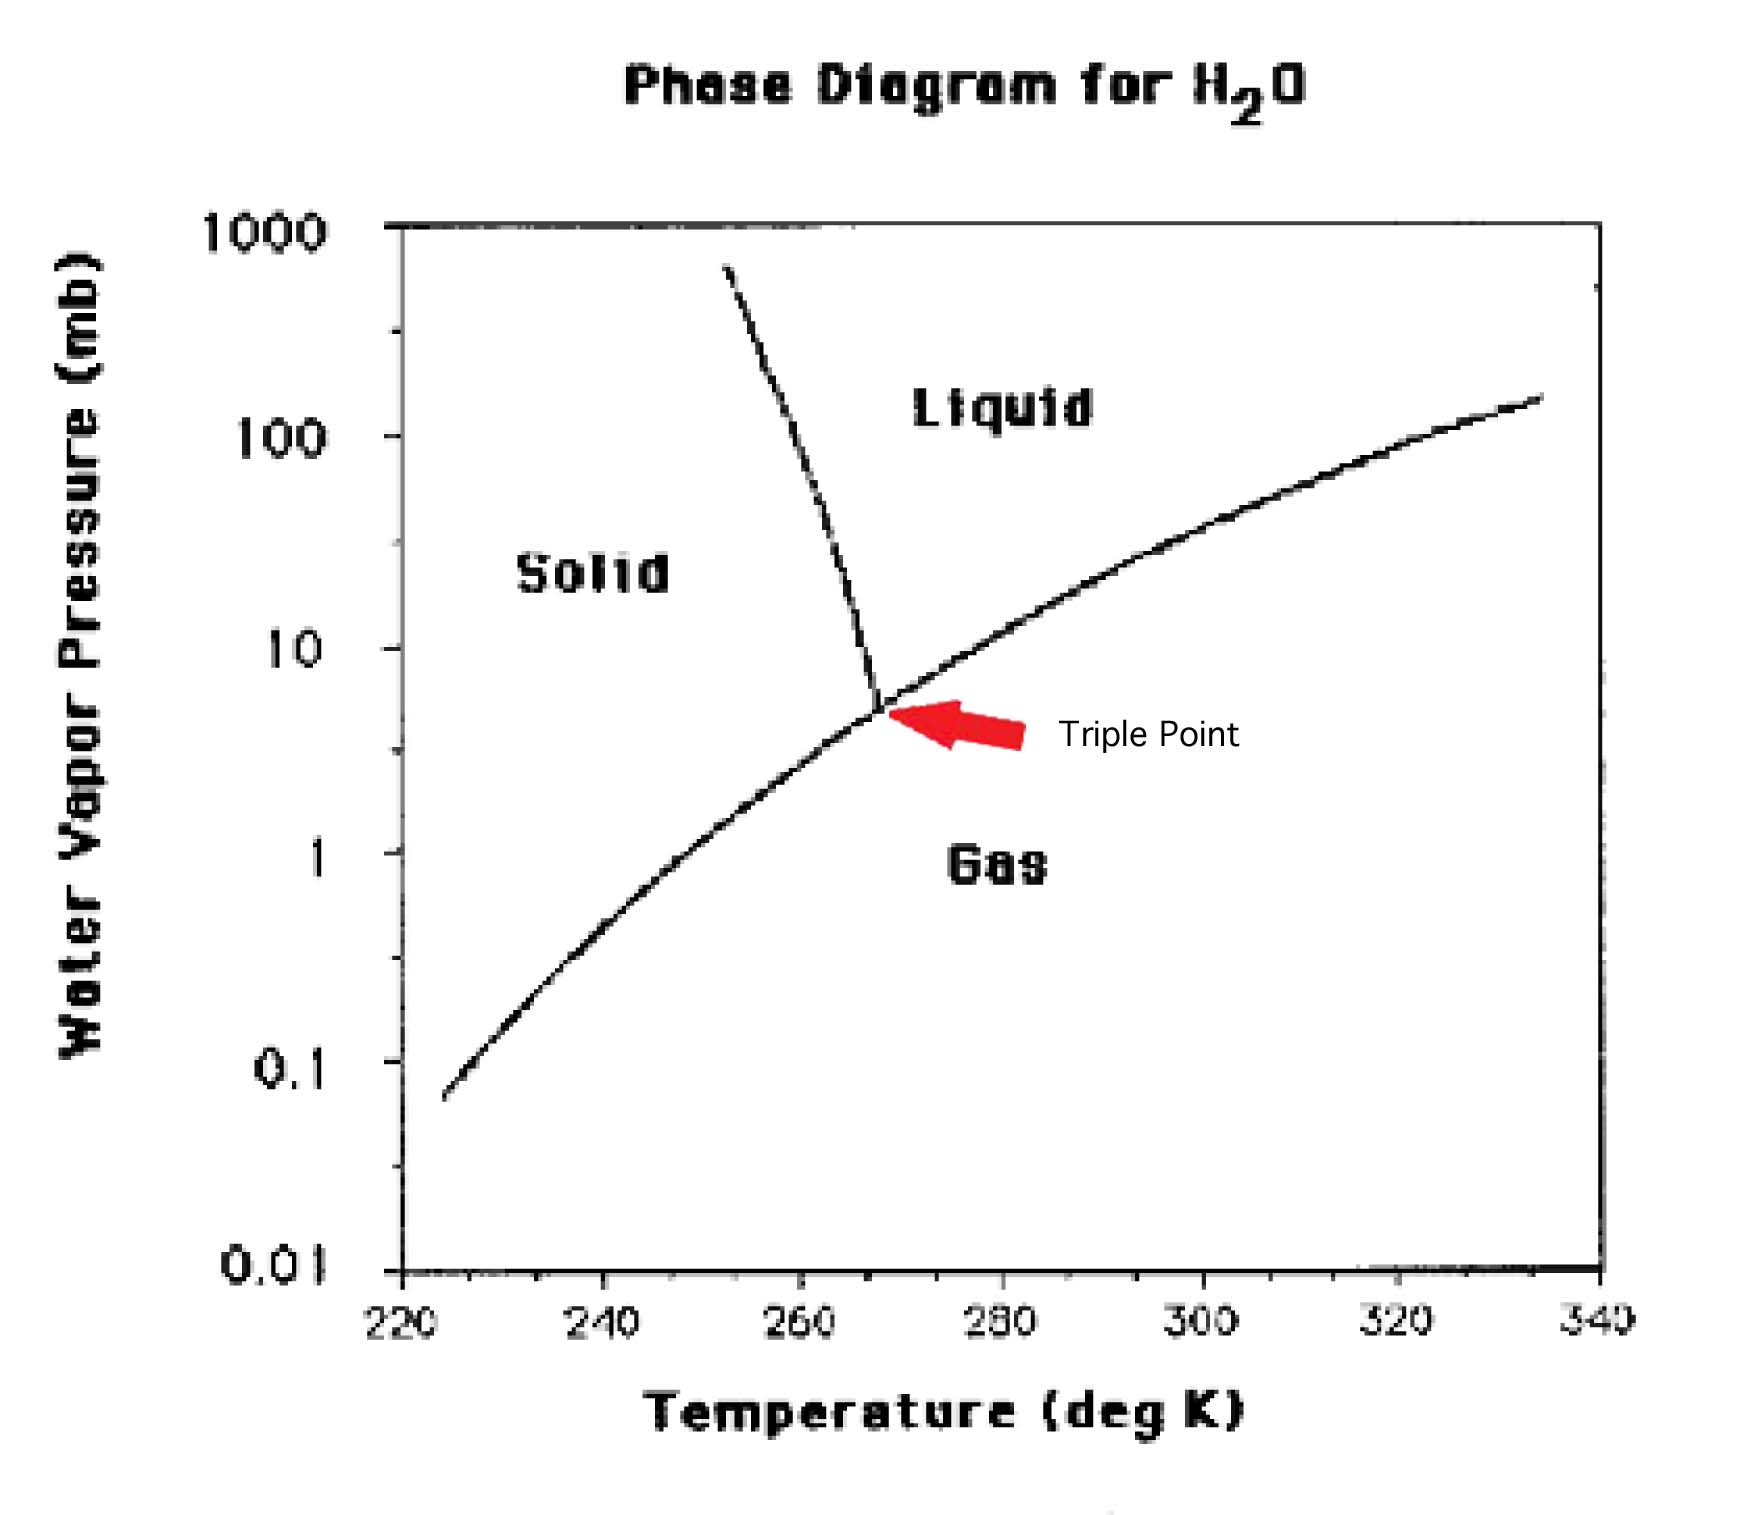 Phase Diagram for H₂O
Water Vapor Pressure (mb)
1000
100
10
1
0.1
0.01
Liquid
Solid
Triple Point
Gas
220 240 260 280 300 320 340
Temperature (deg K)